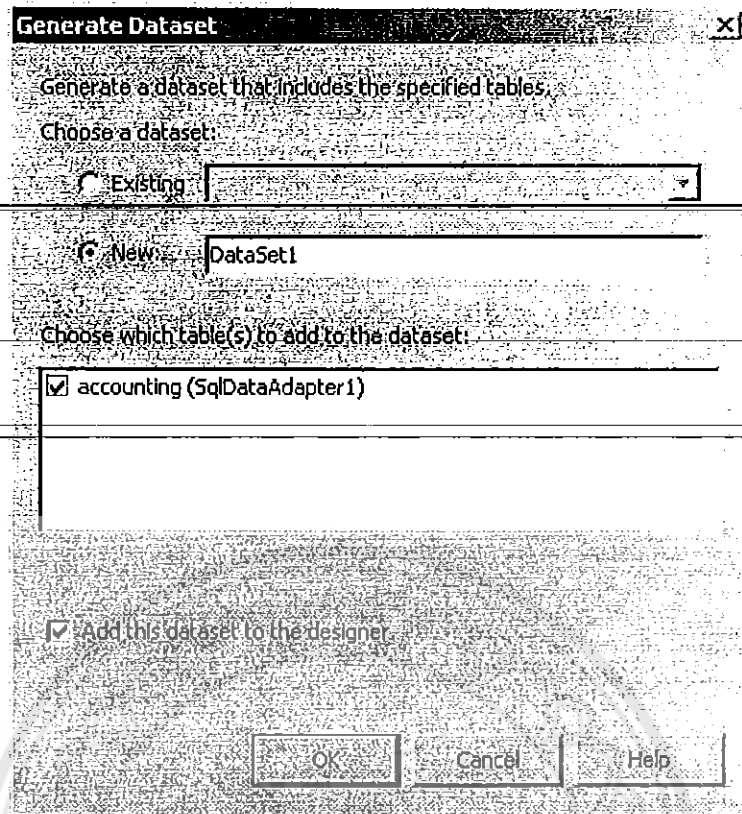 Generate Dataset
Generate a dataset that includes the specified tables.
Choose a dataset:
Existing
New: DataSet1
Choose which table(s) to add to the dataset:
accounting (SqlDataAdapter1)
Add this dataset to the designer.
OK Cancel Help